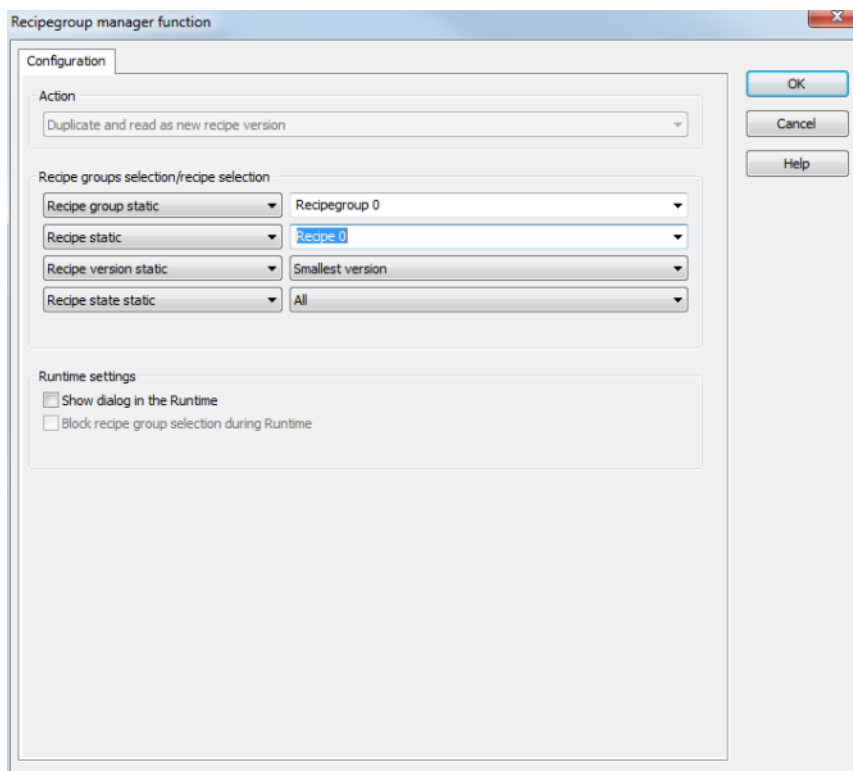 Recipegroup manager function
Configuration
OK
Action
Duplicate and read as new recipe version
Cancel
Help
Recipe groups selection/recipe selection
Recipe group static
Recipegroup 0
Recipe static
Recipe 0
Recipe version static
Smallest version
Recipe state static
All
Runtime settings
Show dialog in the Runtime
Block recipe group selection during Runtime